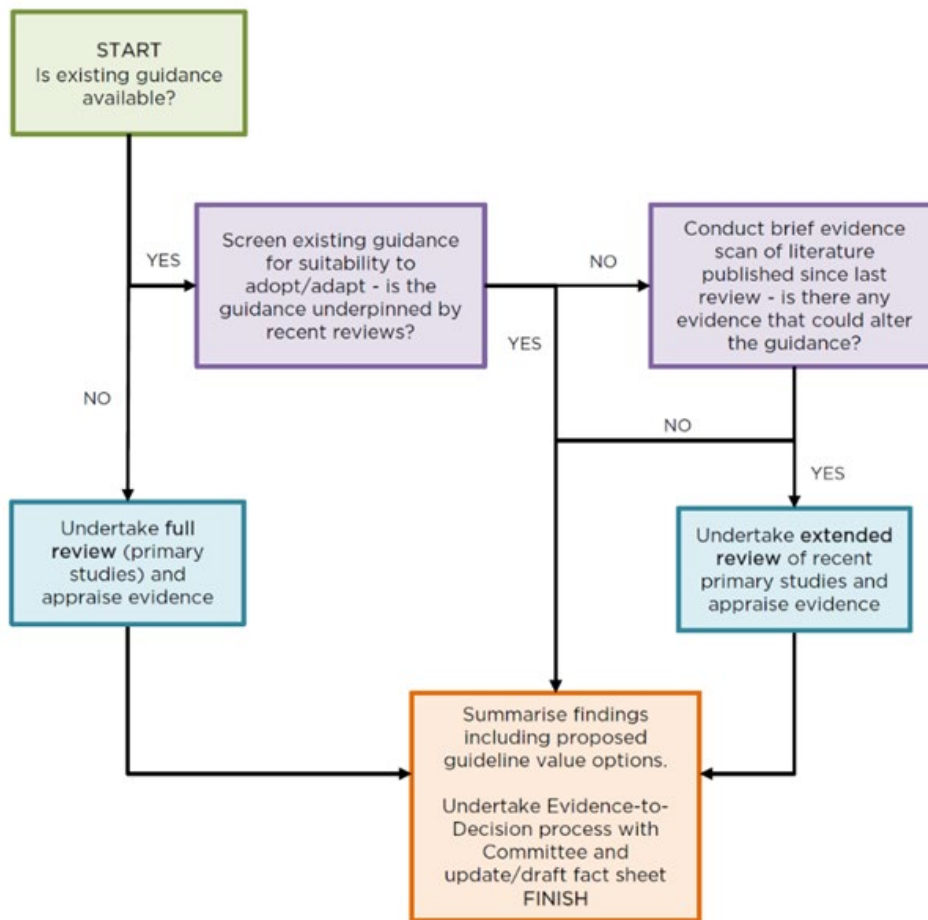 START
Is existing guidance
available?
YES
Screen existing guidance
for suitability to
adopt/adapt - is the
guidance underpinned by
recent reviews?
NO
Conduct brief evidence
scan of literature
published since last
review - is there any
evidence that could alter
the guidance?
YES
NO
NO
YES
Undertake full
review (primary
studies) and
appraise evidence
Undertake extended
review of recent
primary studies and
appraise evidence
Summarise findings
including proposed
guideline value options.
Undertake Evidence-to-
Decision process with
Committee and
update/draft fact sheet
FINISH